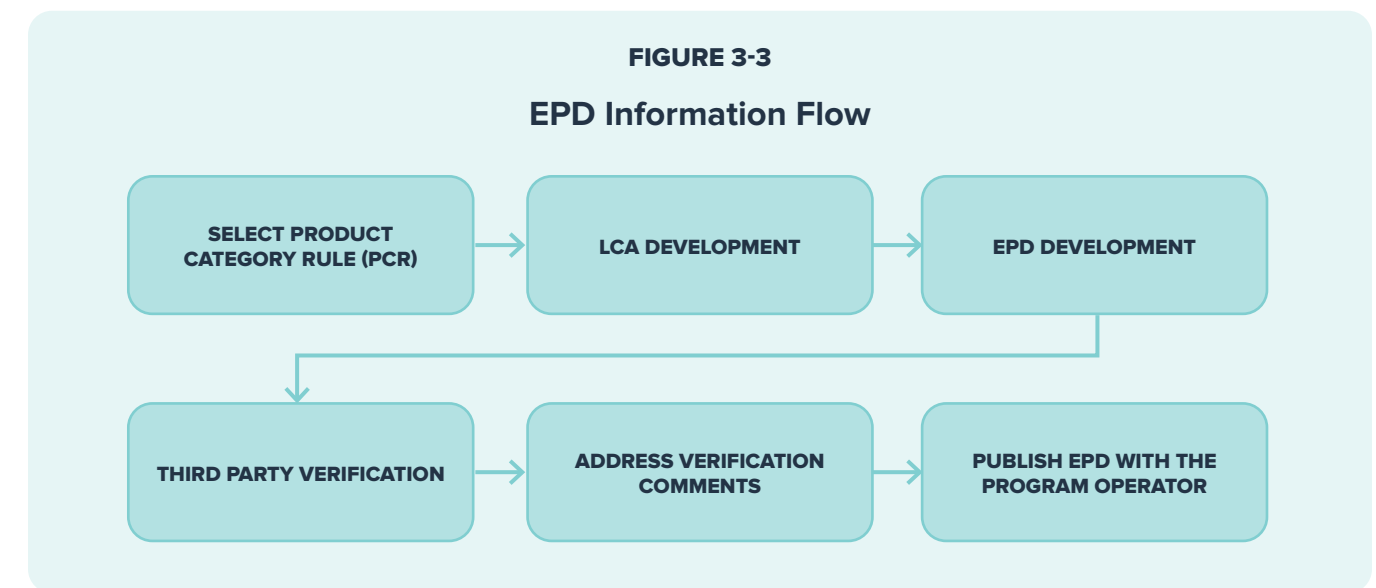 FIGURE 3-3
EPD Information Flow
SELECT PRODUCT
CATEGORY RULE (PCR)
LCA DEVELOPMENT
EPD DEVELOPMENT
THIRD PARTY VERIFICATION
ADDRESS VERIFICATION
COMMENTS
PUBLISH EPD WITH THE
PROGRAM OPERATOR